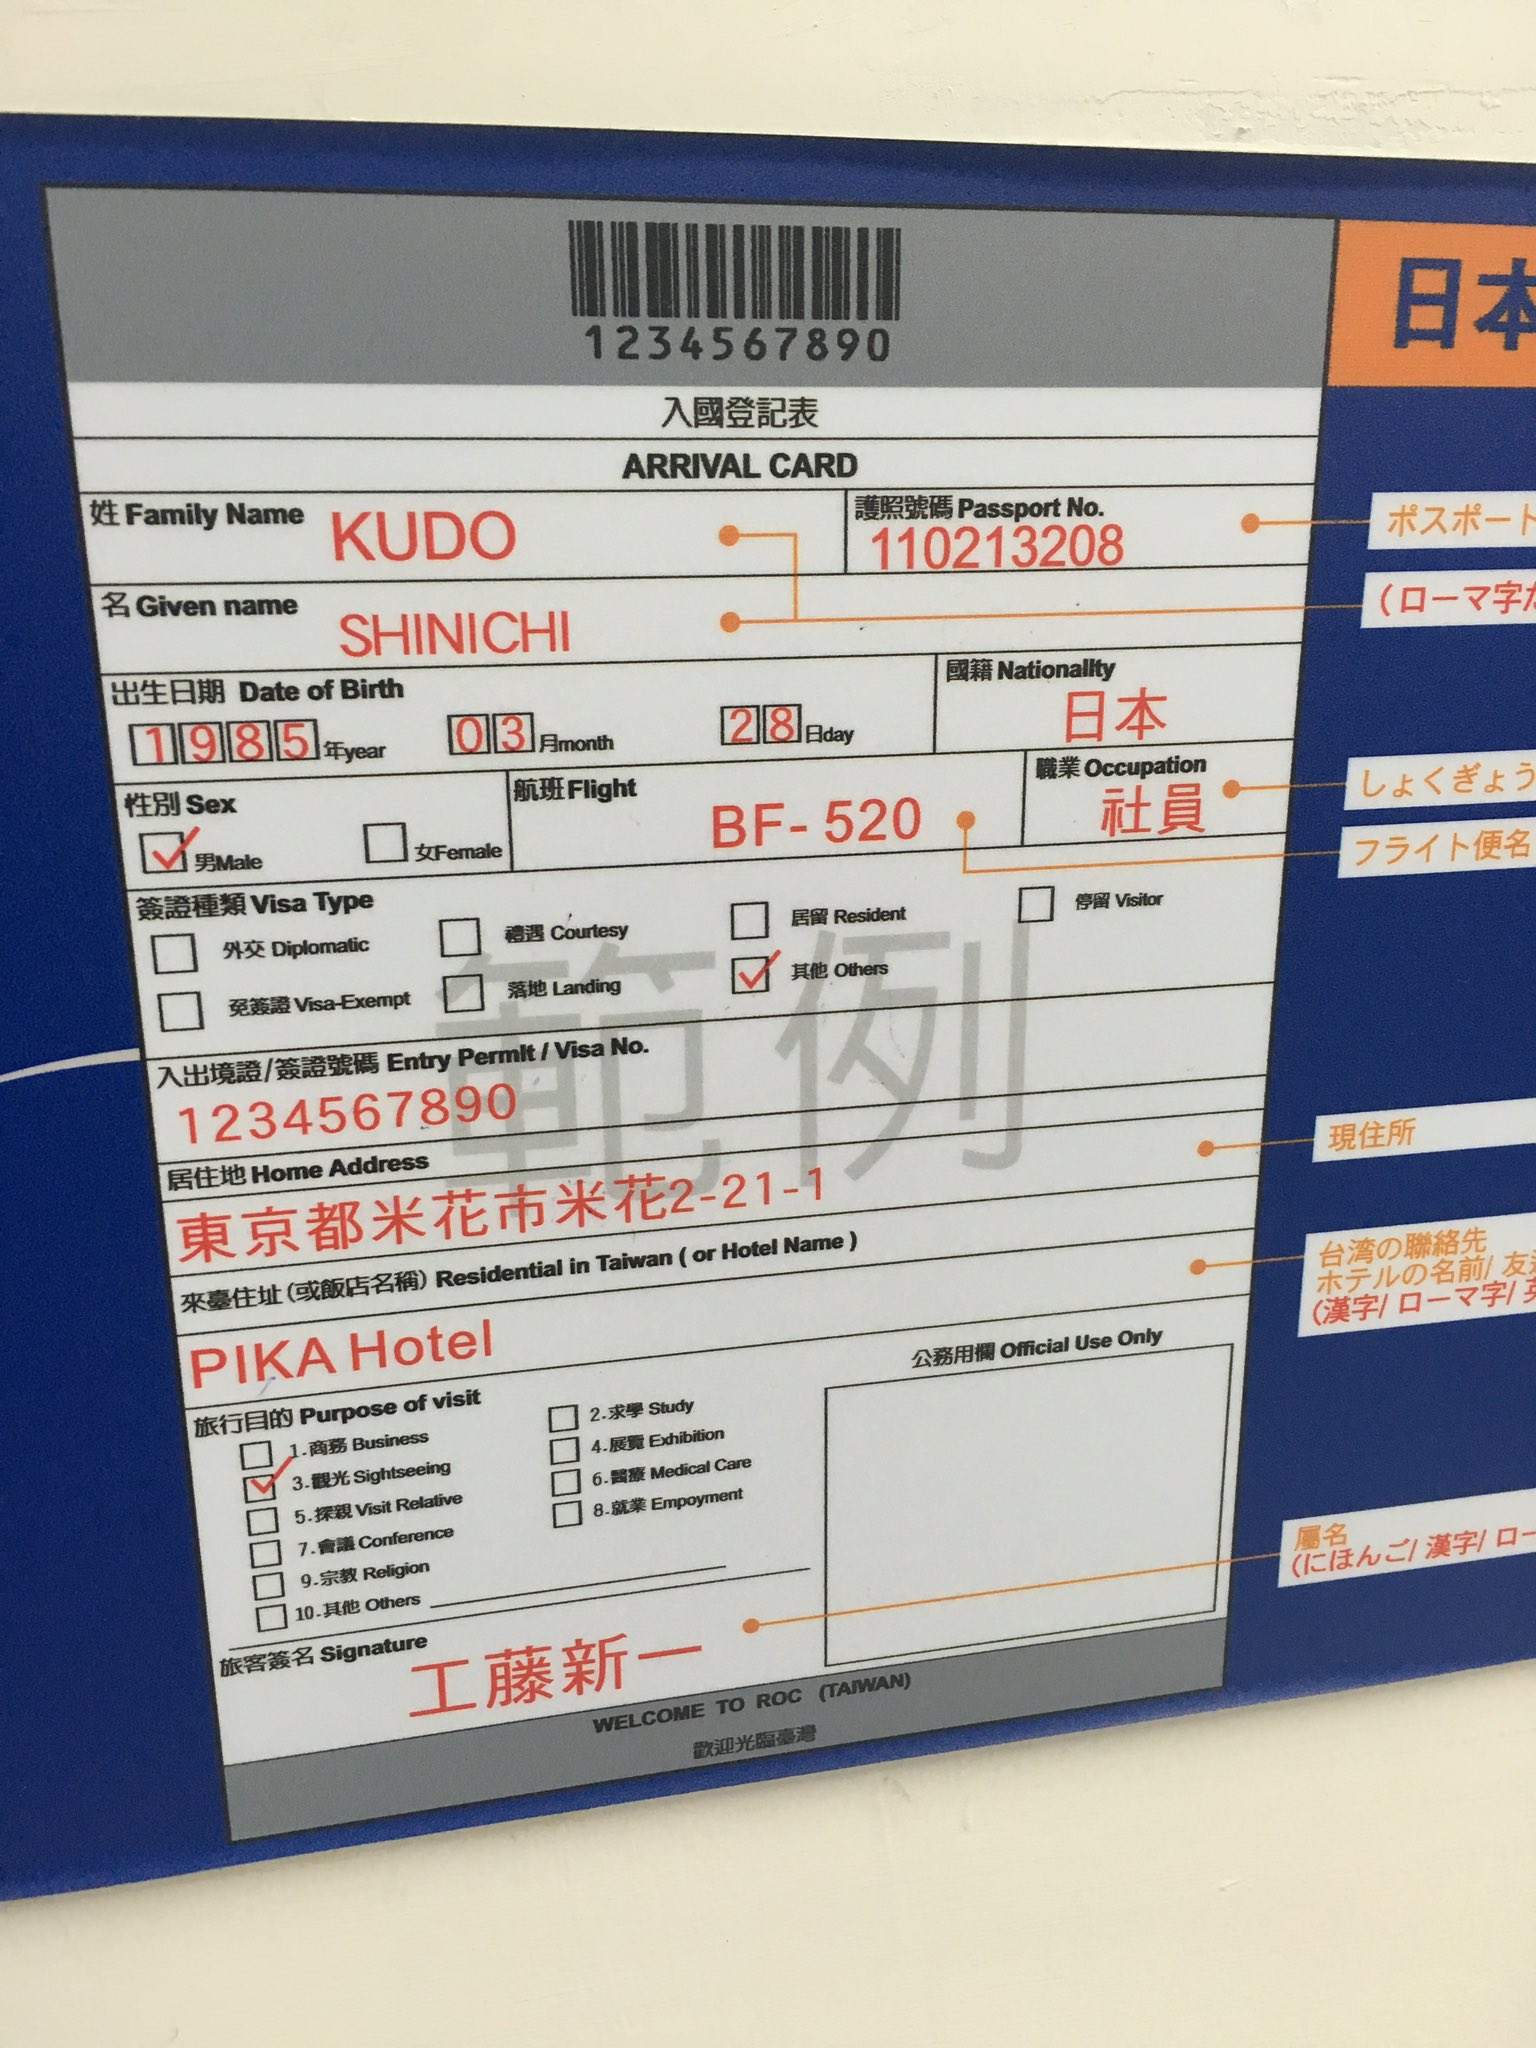 1234567890
日本
入國登記表
ARRIVAL CARD
姓 Family Name KUDO
護照號碼 Passport No.
110213208
ポスポート
名 Given name SHINICHI
(ローマ字
出生日期 Date of Birth
1985 年year 03 月month 28 日day
國籍 Nationality
日本
性別 Sex
男Male 女Female
航班 Flight BF-520
職業 Occupation
社員
しょくぎょう
フライト便名
簽證種類 Visa Type
外交 Diplomatic 禮遇 Courtesy 居留 Resident 停留 Visitor
免簽證 Visa-Exempt 落地 Landing 其他 Others
範例
入出境證/簽證號碼 Entry Permit / Visa No.
1234567890
居住地 Home Address
東京都米花市米花2-21-1
現住所
來臺住址(或飯店名稱) Residential in Taiwan ( or Hotel Name )
PIKA Hotel
台湾の聯絡先
ホテルの名前/ 友
(漢字/ ローマ字/ 英
旅行目的 Purpose of visit
1.商務 Business 2.求學 Study
3.觀光 Sightseeing 4.展覽 Exhibition
5.探親 Visit Relative 6.醫療 Medical Care
7.會議 Conference 8.就業 Empoyment
9.宗教 Religion
10.其他 Others
公務用欄 Official Use Only
旅客簽名 Signature
工藤新一
屬名
(にほんご/ 漢字/ ロー
WELCOME TO ROC (TAIWAN)
歡迎光臨臺灣